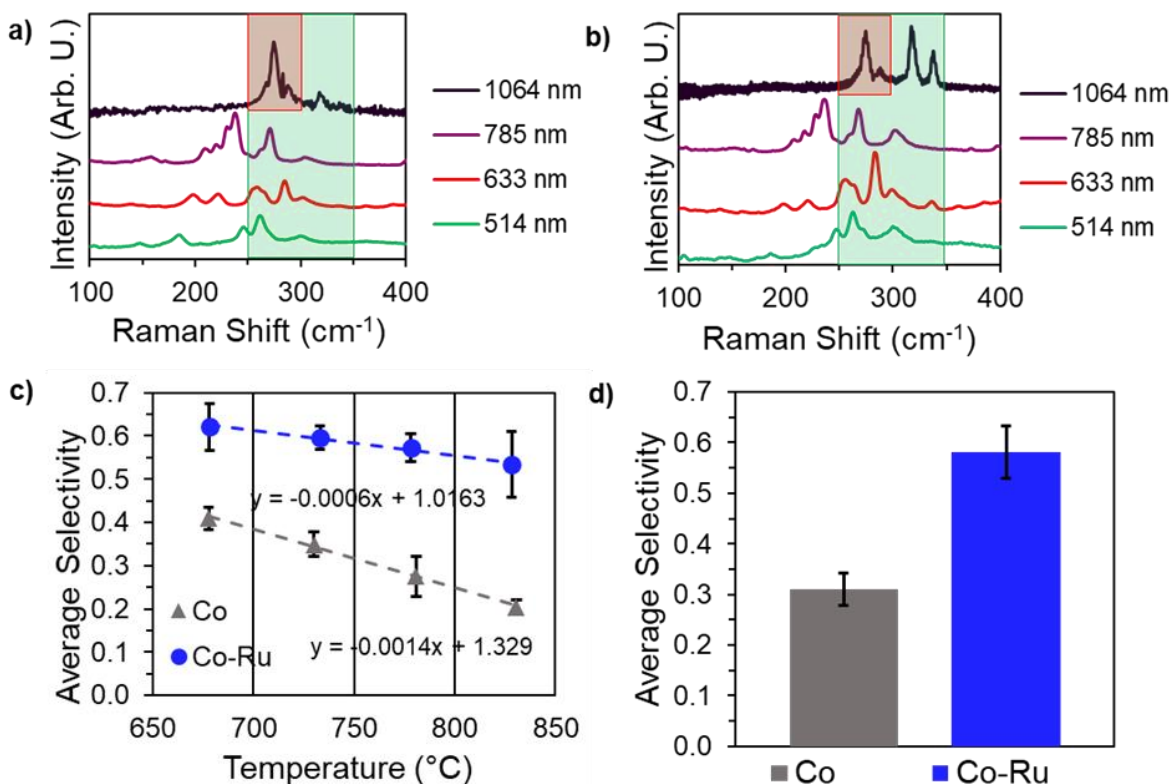 a)
Intensity (Arb. U.)
1064 nm
785 nm
633 nm
514 nm
100 200 300 400
Raman Shift (cm-1)
b)
Intensity (Arb. U.)
1064 nm
785 nm
633 nm
514 nm
100 200 300 400
Raman Shift (cm-1)
c)
Average Selectivity
0.7
0.6
0.5
0.4
0.3
0.2
0.1
0.0
y = -0.0006x + 1.0163
y = -0.0014x + 1.329
Co
Co-Ru
650 700 750 800 850
Temperature (°C)
d)
Average Selectivity
0.7
0.6
0.5
0.4
0.3
0.2
0.1
0.0
Co Co-Ru